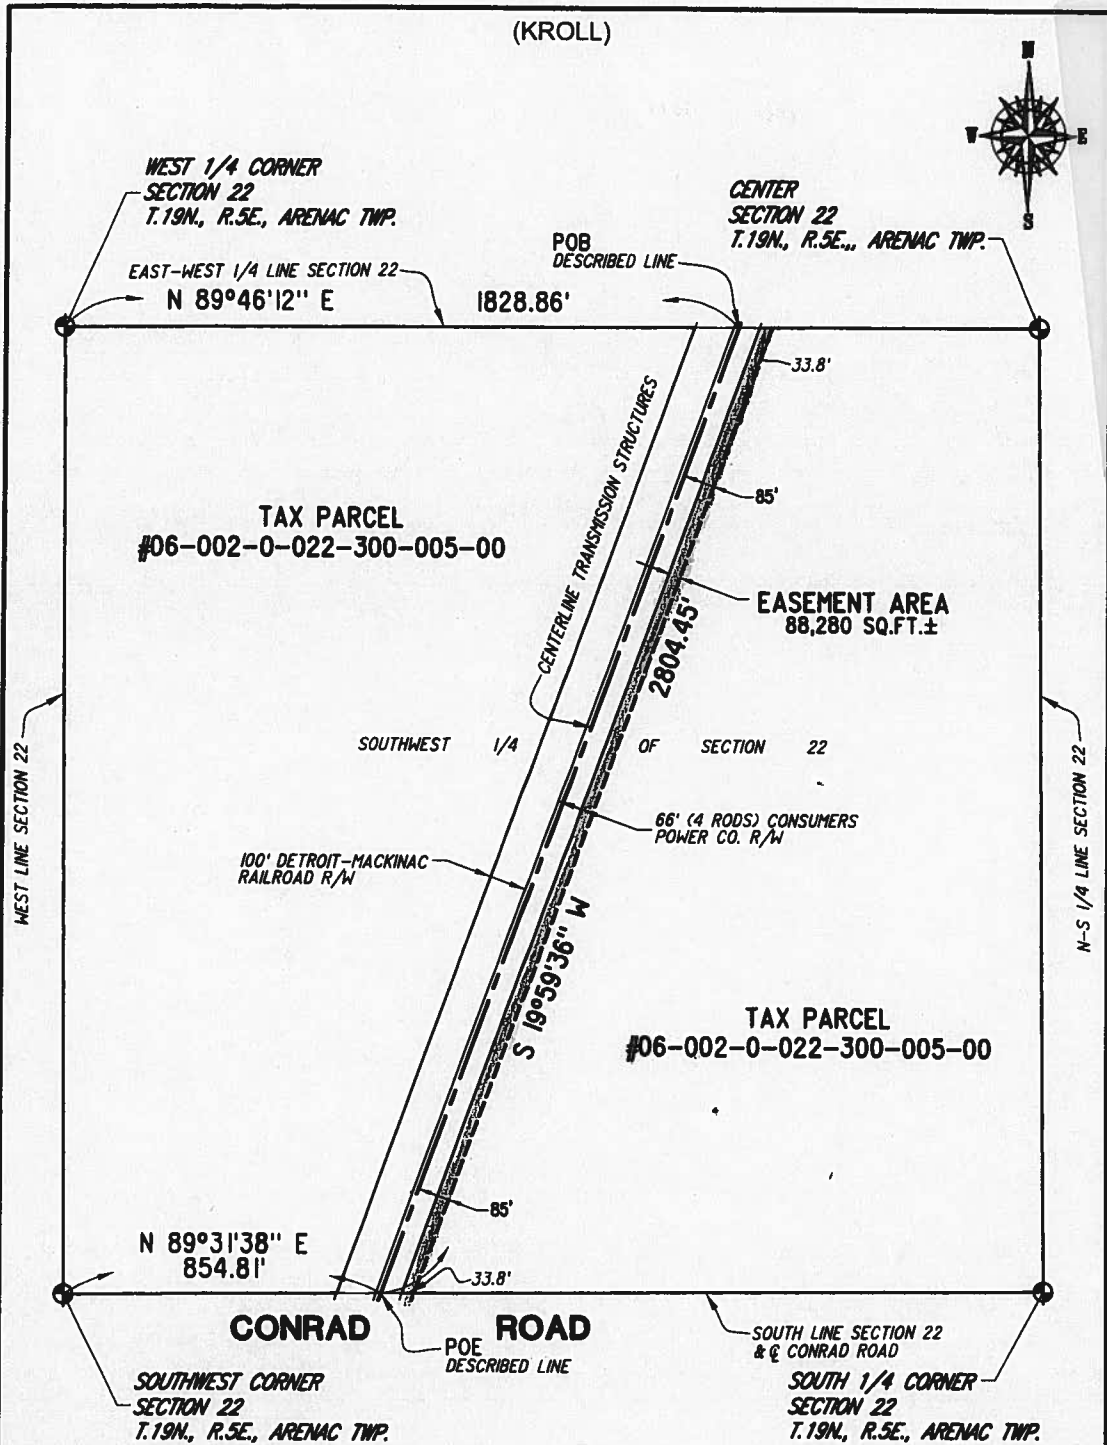 (KROLL)
N
W
E
S
WEST 1/4 CORNER
SECTION 22
T.19N., R.5E., ARENAC TWP.
CENTER
SECTION 22
T.19N., R.5E.,, ARENAC TWP.
POB
DESCRIBED LINE
EAST-WEST 1/4 LINE SECTION 22
N 89°46'12" E
1828.86'
33.8'
CENTERLINE TRANSMISSION STRUCTURES
85'
TAX PARCEL
#06-002-0-022-300-005-00
EASEMENT AREA
88,280 SQ.FT.±
2804.45'
SOUTHWEST 1/4 OF SECTION 22
WEST LINE SECTION 22
N-S 1/4 LINE SECTION 22
66' (4 RODS) CONSUMERS
POWER CO. R/W
100' DETROIT-MACKINAC
RAILROAD R/W
S 19°59'36" W
TAX PARCEL
#06-002-0-022-300-005-00
85'
N 89°31'38" E
854.81'
33.8'
CONRAD ROAD
POE
DESCRIBED LINE
SOUTH LINE SECTION 22
& ℄ CONRAD ROAD
SOUTHWEST CORNER
SECTION 22
T.19N., R.5E., ARENAC TWP.
SOUTH 1/4 CORNER
SECTION 22
T.19N., R.5E., ARENAC TWP.